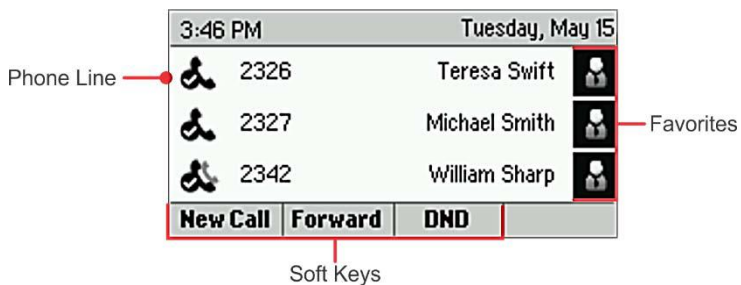 3:46 PM Tuesday, May 15
Phone Line 2326 Teresa Swift
2327 Michael Smith Favorites
2342 William Sharp
New Call Forward DND
Soft Keys